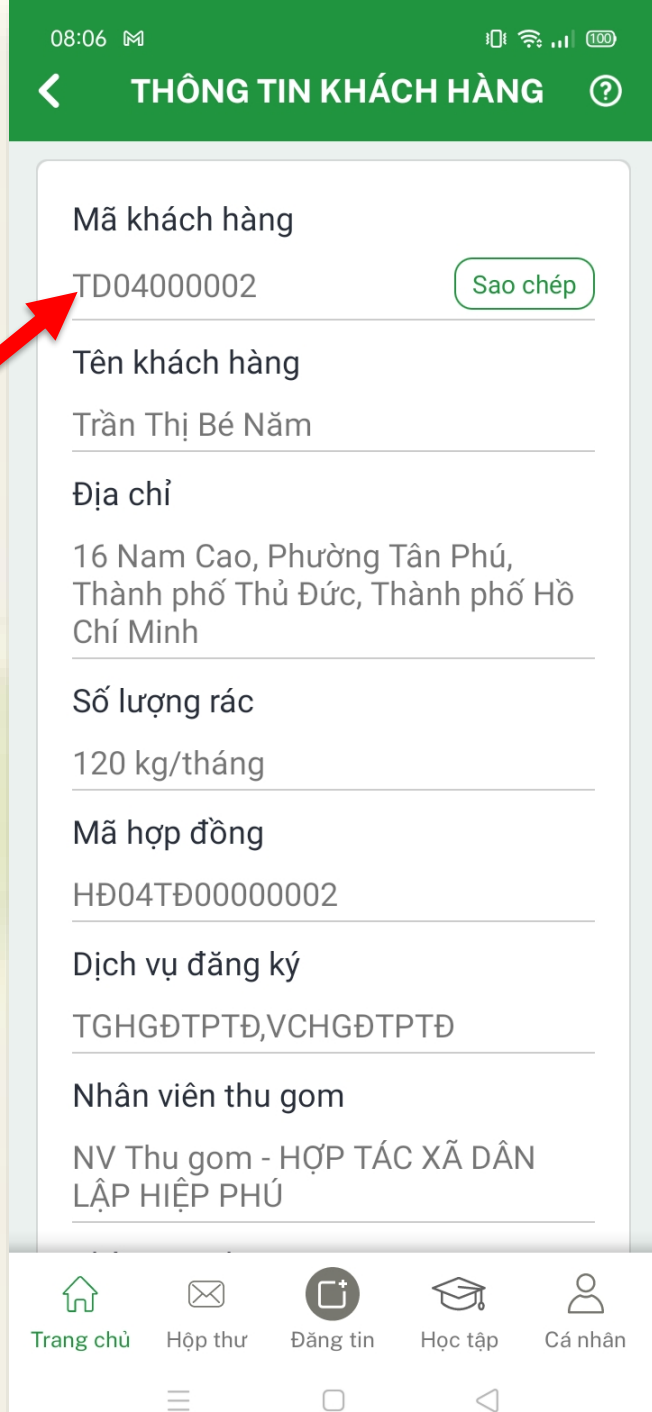 08:06
100
THÔNG TIN KHÁCH HÀNG
Mã khách hàng
TD04000002
Sao chép
Tên khách hàng
Trần Thị Bé Năm
Địa chỉ
16 Nam Cao, Phường Tân Phú,
Thành phố Thủ Đức, Thành phố Hồ
Chí Minh
Số lượng rác
120 kg/tháng
Mã hợp đồng
HĐ04TĐ00000002
Dịch vụ đăng ký
TGHGĐTPTĐ,VCHGĐTPTĐ
Nhân viên thu gom
NV Thu gom - HỢP TÁC XÃ DÂN
LẬP HIỆP PHÚ
Trang chủ
Hộp thư
Đăng tin
Học tập
Cá nhân